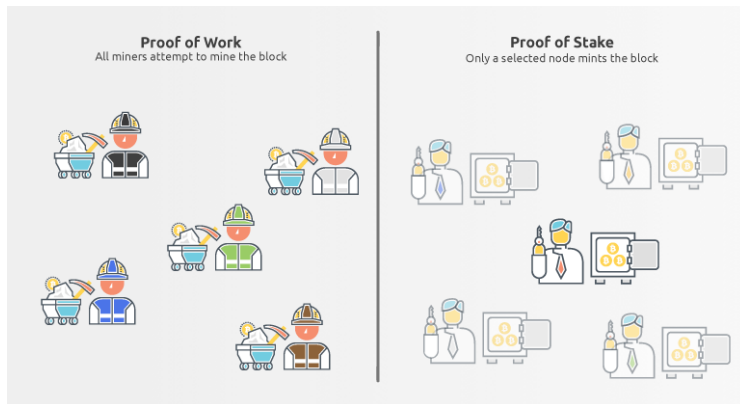 Proof of Work
All miners attempt to mine the block
Proof of Stake
Only a selected node mints the block